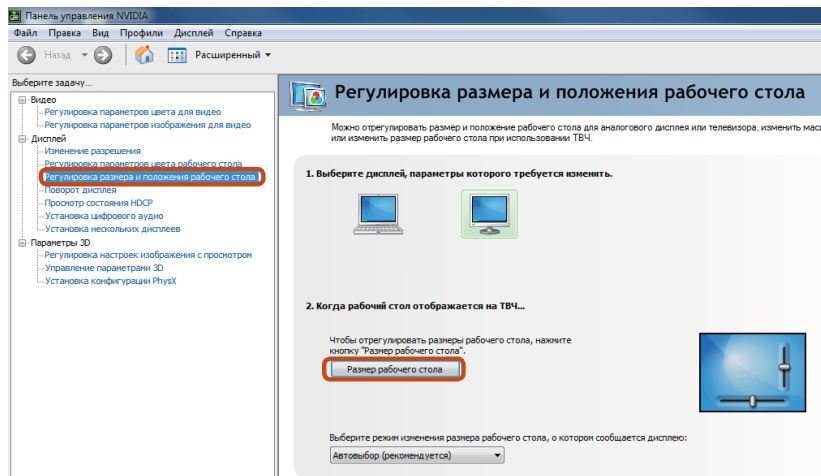 Панель управления NVIDIA
Файл Правка Вид Профили Дисплей Справка
Назад Расширенный
Выберите задачу...
Видео
Регулировка параметров цвета для видео
Регулировка параметров изображения для видео
Дисплей
Изменение разрешения
Регулировка параметров цвета рабочего стола
Регулировка размера и положения рабочего стола
Поворот дисплея
Просмотр состояния HDCP
Установка цифрового аудио
Установка нескольких дисплеев
Параметры 3D
Регулировка настроек изображения с просмотром
Управление параметрами 3D
Установка конфигурации PhysX
Регулировка размера и положения рабочего стола
Можно отрегулировать размер и положение рабочего стола для аналогового дисплея или телевизора, изменить
или изменить размер рабочего стола при использовании ТВЧ.
1. Выберите дисплей, параметры которого требуется изменить.
2. Когда рабочий стол отображается на ТВЧ...
Чтобы отрегулировать размеры рабочего стола, нажмите
кнопку "Размер рабочего стола".
Размер рабочего стола
Выберите режим изменения размера рабочего стола, о котором сообщается дисплею:
Автовыбор (рекомендуется)